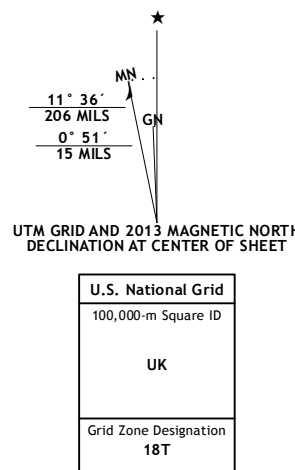 ★
MN
GN
11° 36´
206 MILS
0° 51´
15 MILS
UTM GRID AND 2013 MAGNETIC NORTH
DECLINATION AT CENTER OF SHEET
U.S. National Grid
100,000-m Square ID
UK
Grid Zone Designation
18T